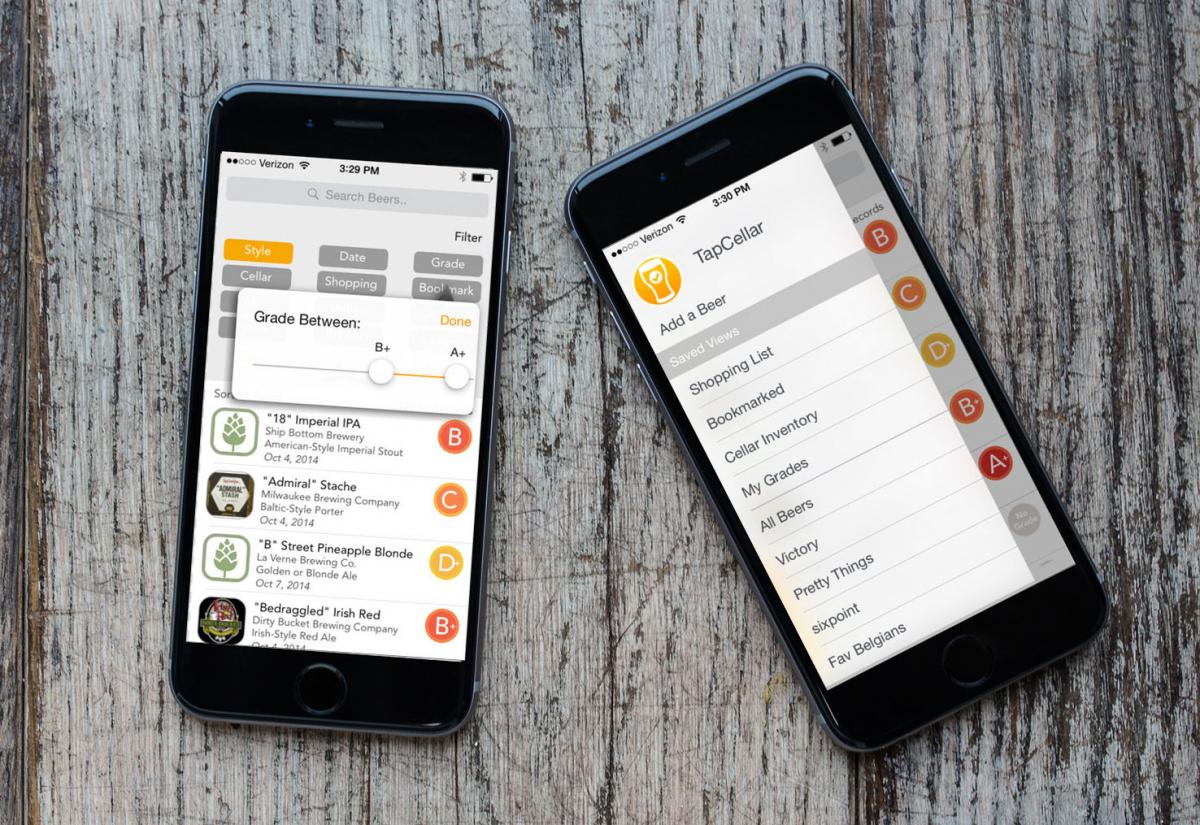 Verizon
3:29 PM
Search Beers..
Filter
Style
Date
Grade
Cellar
Shopping
Bookmark
Grade Between:
Done
B+
A+
"18" Imperial IPA
Ship Bottom Brewery
American-Style Imperial Stout
Oct 4, 2014
B
"Admiral" Stache
Milwaukee Brewing Company
Baltic-Style Porter
Oct 4, 2014
C
"B" Street Pineapple Blonde
La Verne Brewing Co.
Golden or Blonde Ale
Oct 7, 2014
D+
"Bedraggled" Irish Red
Dirty Bucket Brewing Company
Irish-Style Red Ale
Oct 4, 2014
B+
Verizon
3:30 PM
TapCellar
Add a Beer
Saved Views
Shopping List
Bookmarked
Cellar Inventory
My Grades
All Beers
Victory
Pretty Things
sixpoint
Fav Belgians
ecords
B
C
D+
B+
A+
No
Grade